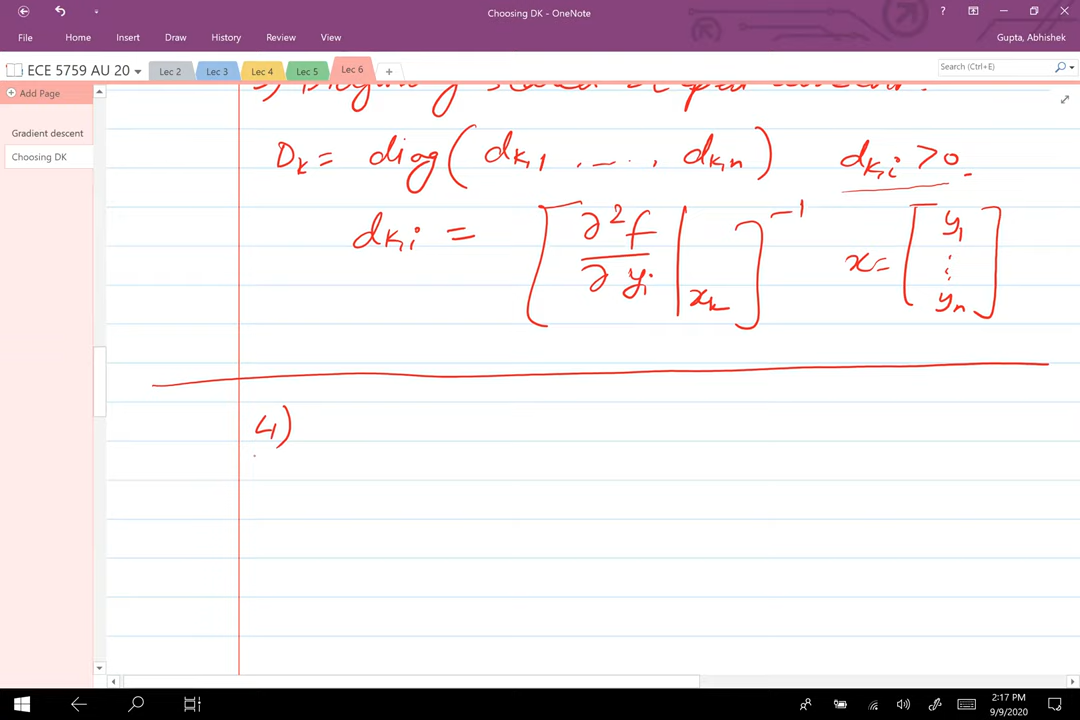 Choosing DK - OneNote
Gupta, Abhishek
File Home Insert Draw History Review View
ECE 5759 AU 20 Lec 2 Lec 3 Lec 4 Lec 5 Lec 6
Search (Ctrl+E)
Add Page
Gradient descent
Choosing DK
D_k = diag( d_{k,1} ..... d_{k,n} ) d_{k,i} > 0.
d_{k,i} = [ ∂²f / ∂y_i | x_k ]^{-1} x = [ y_1 ⋮ y_n ]
4)
2:17 PM
9/9/2020